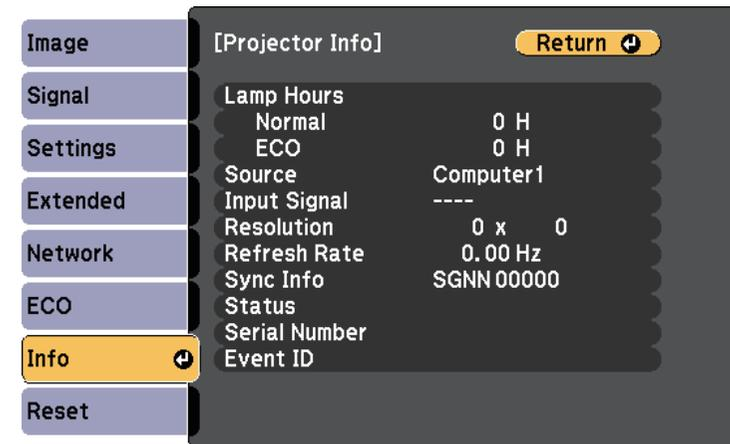 Image
Signal
Settings
Extended
Network
ECO
Info
Reset
[Projector Info]
Return
Lamp Hours
Normal 0 H
ECO 0 H
Source Computer1
Input Signal ----
Resolution 0 x 0
Refresh Rate 0.00 Hz
Sync Info SGNN 00000
Status
Serial Number
Event ID